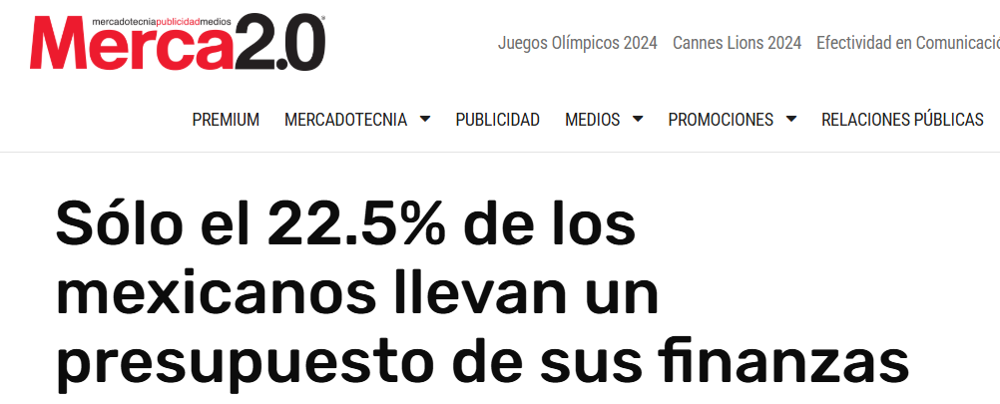 mercadotecniapublicidadmedios
Merca2.0
Juegos Olímpicos 2024 Cannes Lions 2024 Efectividad en Comunicació
PREMIUM MERCADOTECNIA PUBLICIDAD MEDIOS PROMOCIONES RELACIONES PÚBLICAS
Sólo el 22.5% de los
mexicanos llevan un
presupuesto de sus finanzas